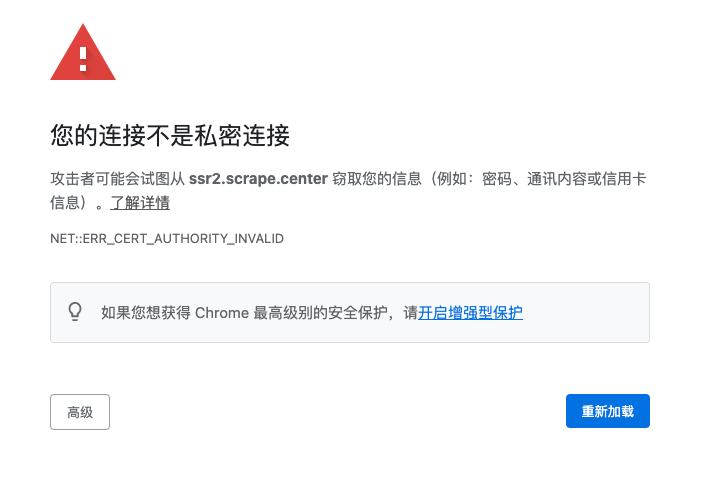 您的连接不是私密连接
攻击者可能会试图从 ssr2.scrape.center 窃取您的信息（例如：密码、通讯内容或信用卡
信息）。了解详情
NET::ERR_CERT_AUTHORITY_INVALID
如果您想获得 Chrome 最高级别的安全保护，请开启增强型保护
高级
重新加载